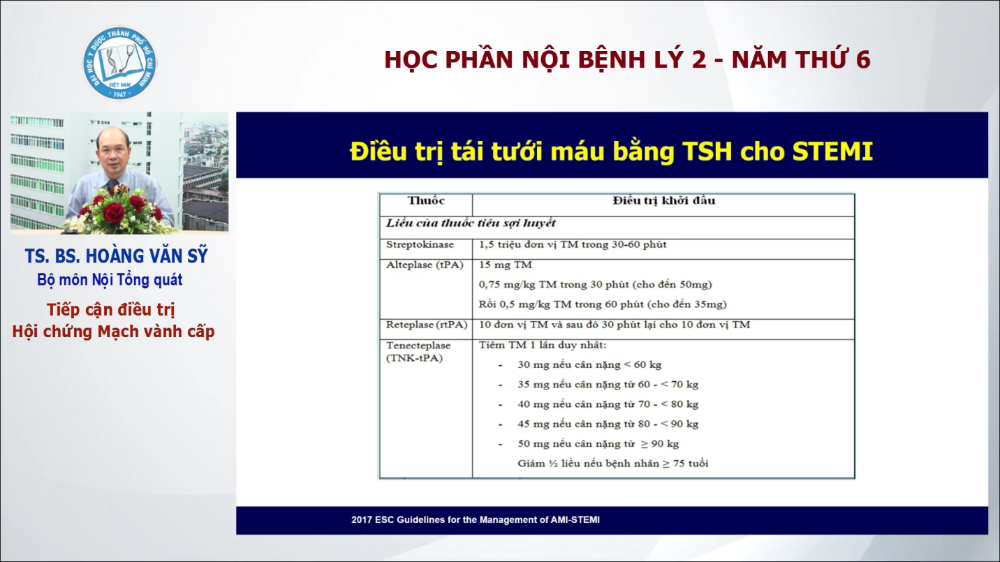 ĐẠI HỌC Y DƯỢC THÀNH PHỐ HỒ CHÍ MINH
VIỆT NAM
1947
HỌC PHẦN NỘI BỆNH LÝ 2 - NĂM THỨ 6
TS. BS. HOÀNG VĂN SỸ
Bộ môn Nội Tổng quát
Tiếp cận điều trị
Hội chứng Mạch vành cấp
Điều trị tái tưới máu bằng TSH cho STEMI
Thuốc Điều trị khởi đầu
Liều của thuốc tiêu sợi huyết
Streptokinase 1,5 triệu đơn vị TM trong 30-60 phút
Alteplase (tPA) 15 mg TM
0,75 mg/kg TM trong 30 phút (cho đến 50mg)
Rồi 0,5 mg/kg TM trong 60 phút (cho đến 35mg)
Reteplase (rtPA) 10 đơn vị TM và sau đó 30 phút lại cho 10 đơn vị TM
Tenecteplase Tiêm TM 1 lần duy nhất:
(TNK-tPA)
- 30 mg nếu cân nặng < 60 kg
- 35 mg nếu cân nặng từ 60 - < 70 kg
- 40 mg nếu cân nặng từ 70 - < 80 kg
- 45 mg nếu cân nặng từ 80 - < 90 kg
- 50 mg nếu cân nặng từ ≥ 90 kg
Giảm ½ liều nếu bệnh nhân ≥ 75 tuổi
2017 ESC Guidelines for the Management of AMI-STEMI